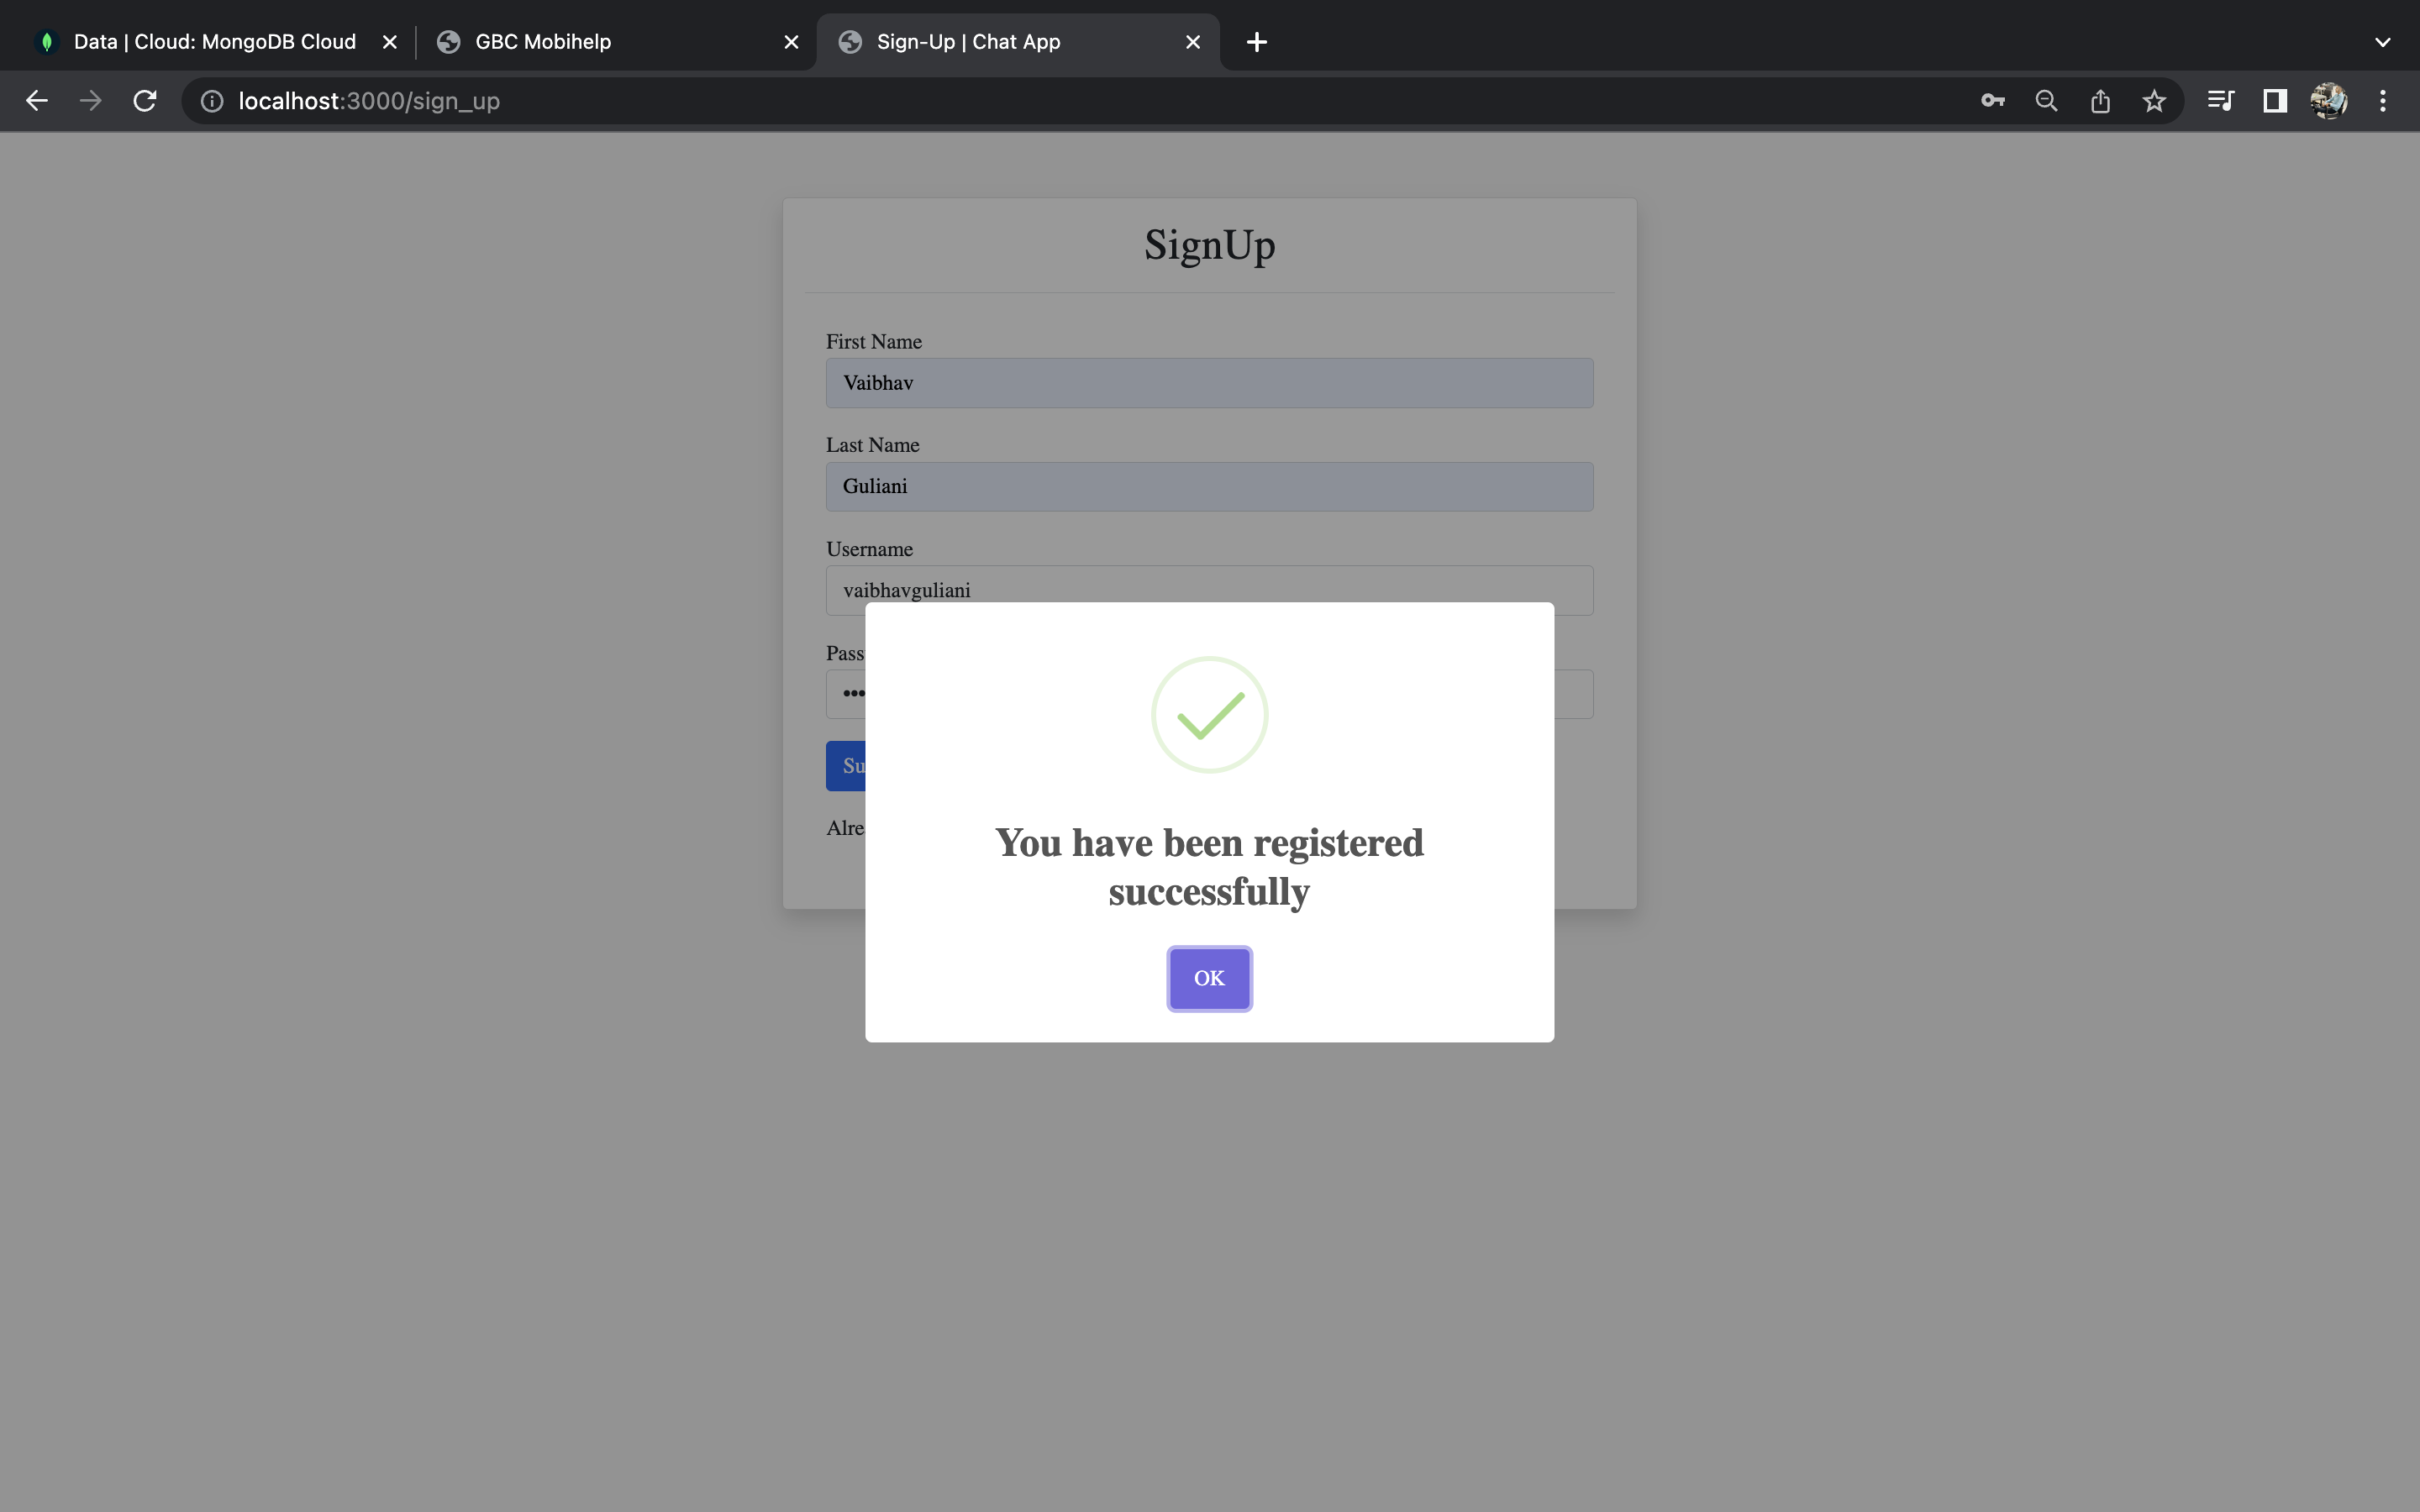 Data | Cloud: MongoDB Cloud
GBC Mobihelp
Sign-Up | Chat App
localhost:3000/sign_up
SignUp
First Name
Vaibhav
Last Name
Guliani
Username
vaibhavguliani
Pass
Su
Alre
You have been registered
successfully
OK